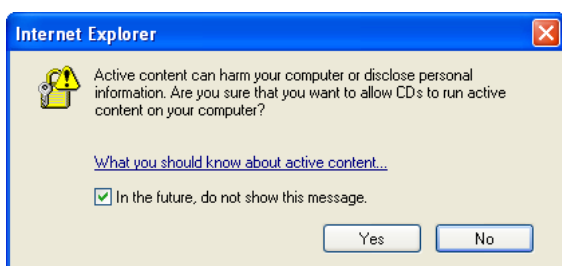 Internet Explorer
Active content can harm your computer or disclose personal
information. Are you sure that you want to allow CDs to run active
content on your computer?
What you should know about active content...
In the future, do not show this message.
Yes No